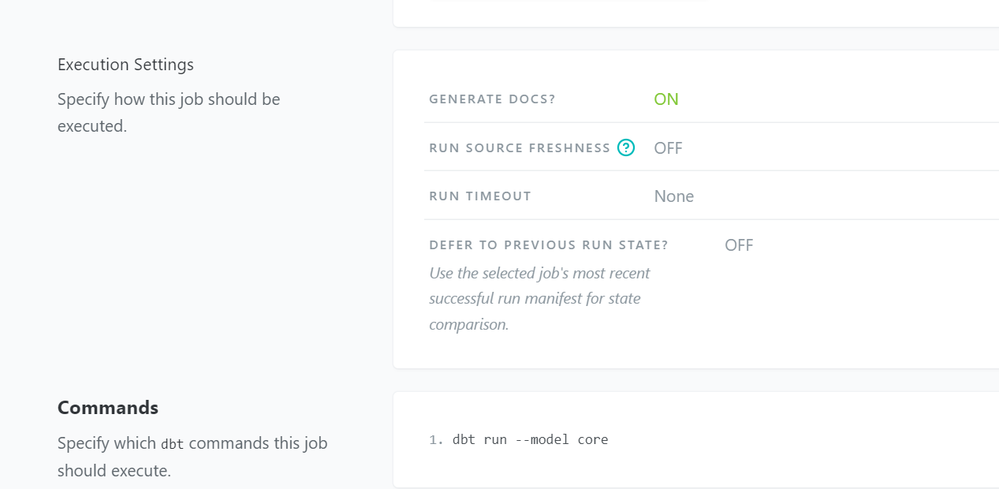 Execution Settings
Specify how this job should be
executed.
GENERATE DOCS? ON
RUN SOURCE FRESHNESS ? OFF
RUN TIMEOUT None
DEFER TO PREVIOUS RUN STATE? OFF
Use the selected job's most recent
successful run manifest for state
comparison.
Commands
Specify which dbt commands this job
should execute.
1. dbt run --model core